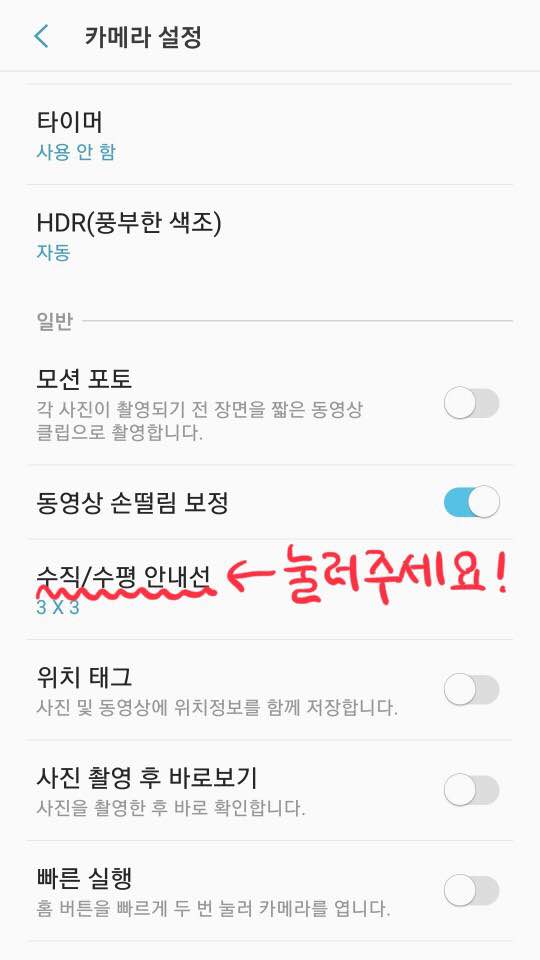 카메라 설정
타이머
사용 안 함
HDR(풍부한 색조)
자동
일반
모션 포토
각 사진이 촬영되기 전 장면을 짧은 동영상
클립으로 촬영합니다.
동영상 손떨림 보정
수직/수평 안내선 ← 눌러주세요!
3 X 3
위치 태그
사진 및 동영상에 위치정보를 함께 저장합니다.
사진 촬영 후 바로보기
사진을 촬영한 후 바로 확인합니다.
빠른 실행
홈 버튼을 빠르게 두 번 눌러 카메라를 엽니다.